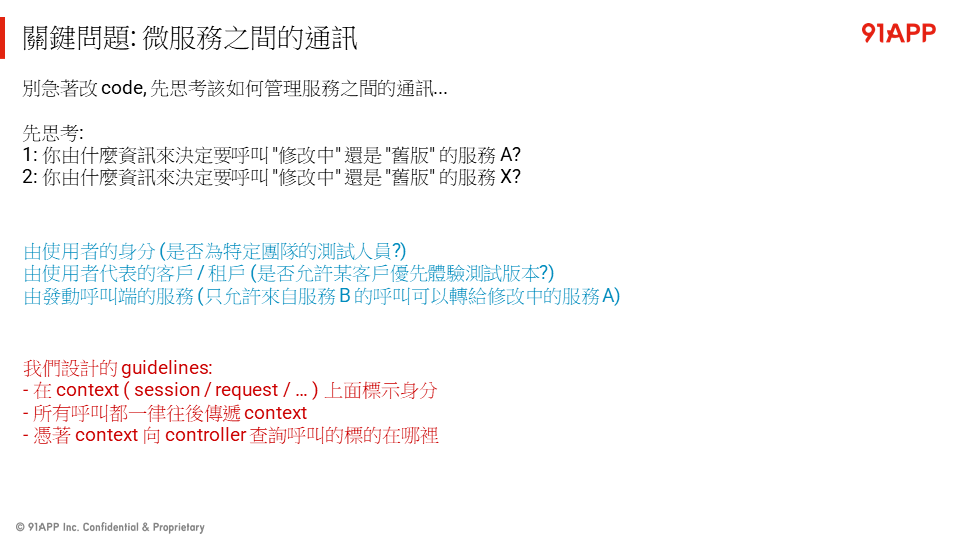 關鍵問題: 微服務之間的通訊
91APP
別急著改 code, 先思考該如何管理服務之間的通訊...
先思考:
1: 你由什麼資訊來決定要呼叫 "修改中" 還是 "舊版" 的服務 A?
2: 你由什麼資訊來決定要呼叫 "修改中" 還是 "舊版" 的服務 X?
由使用者的身分 (是否為特定團隊的測試人員?)
由使用者代表的客戶 / 租戶 (是否允許某客戶優先體驗測試版本?)
由發動呼叫端的服務 (只允許來自服務 B 的呼叫可以轉給修改中的服務 A)
我們設計的 guidelines:
- 在 context ( session / request / ... ) 上面標示身分
- 所有呼叫都一律往後傳遞 context
- 憑著 context 向 controller 查詢呼叫的標的在哪裡
© 91APP Inc. Confidential & Proprietary